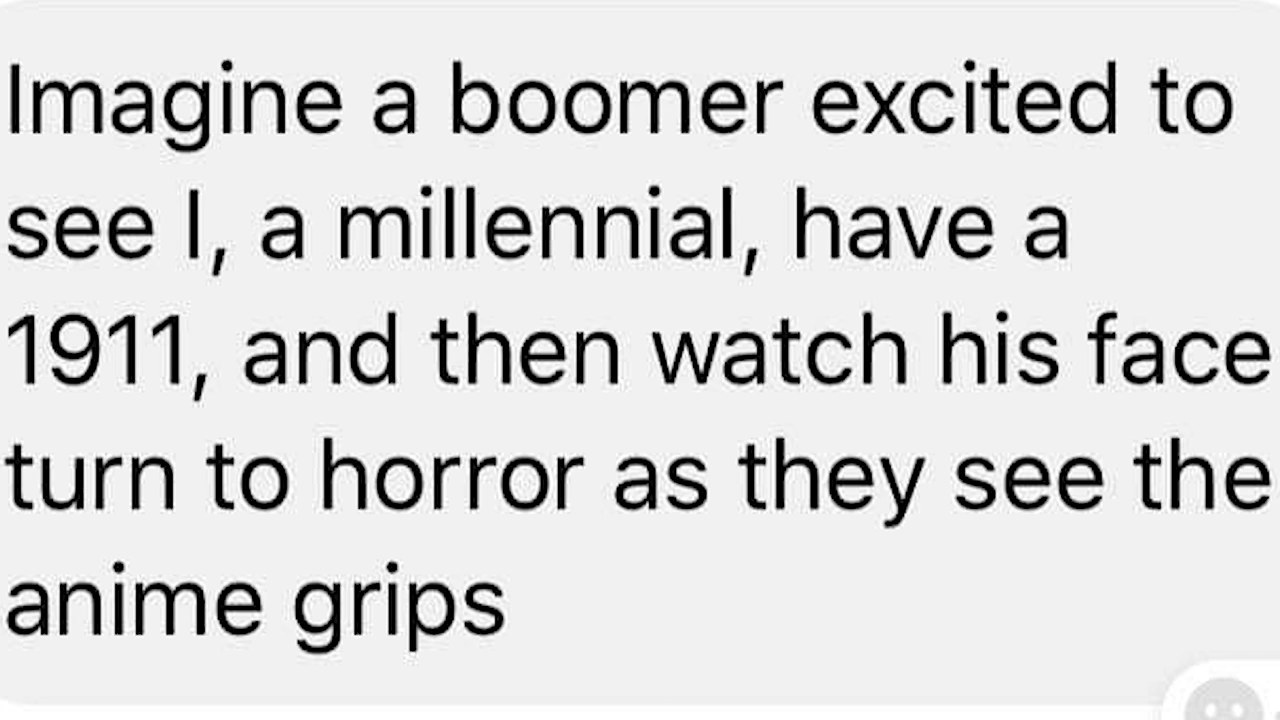 Imagine a boomer excited to
see I, a millennial, have a
1911, and then watch his face
turn to horror as they see the
anime grips